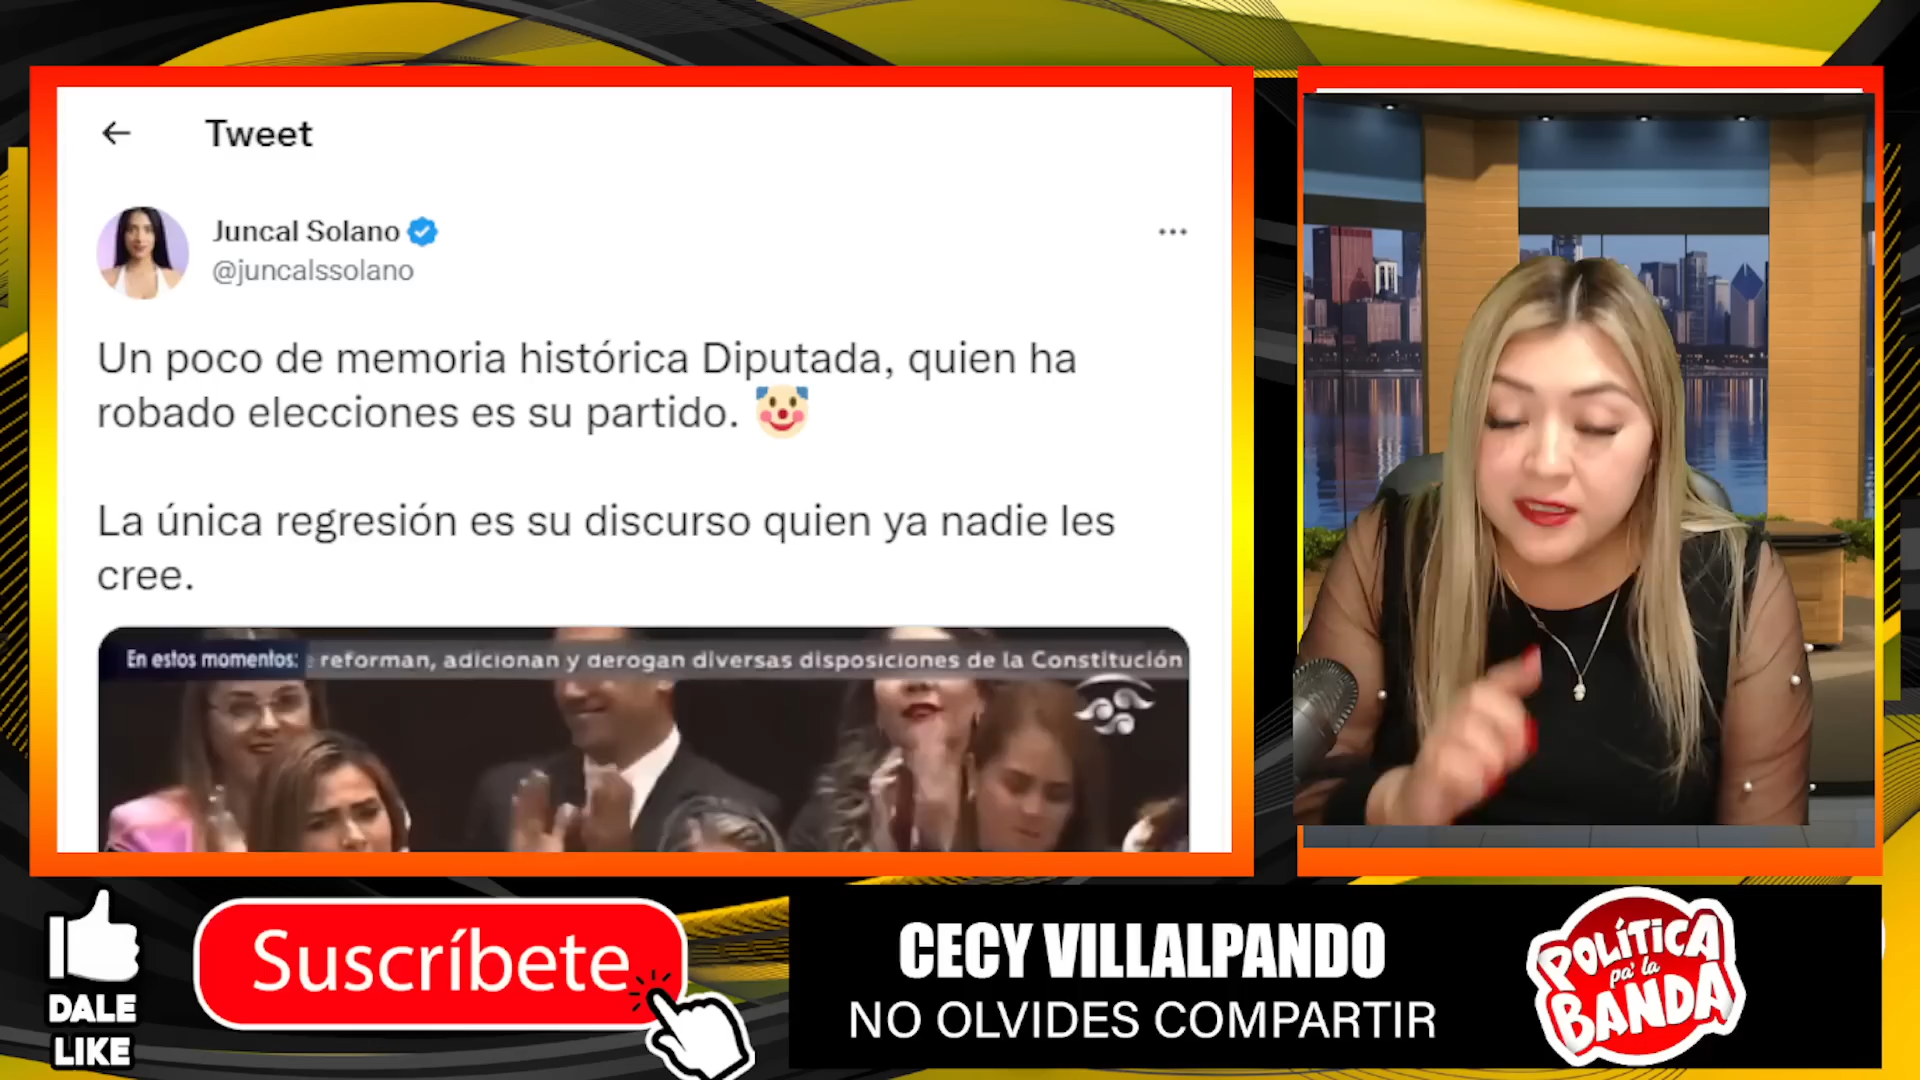 Tweet
Juncal Solano
@juncalssolano
Un poco de memoria histórica Diputada, quien ha
robado elecciones es su partido.
La única regresión es su discurso quien ya nadie les
cree.
En estos momentos: reforman, adicionan y derogan diversas disposiciones de la Constitución
DALE
LIKE
Suscríbete
CECY VILLALPANDO
NO OLVIDES COMPARTIR
POLÍTICA
pa' la
BANDA